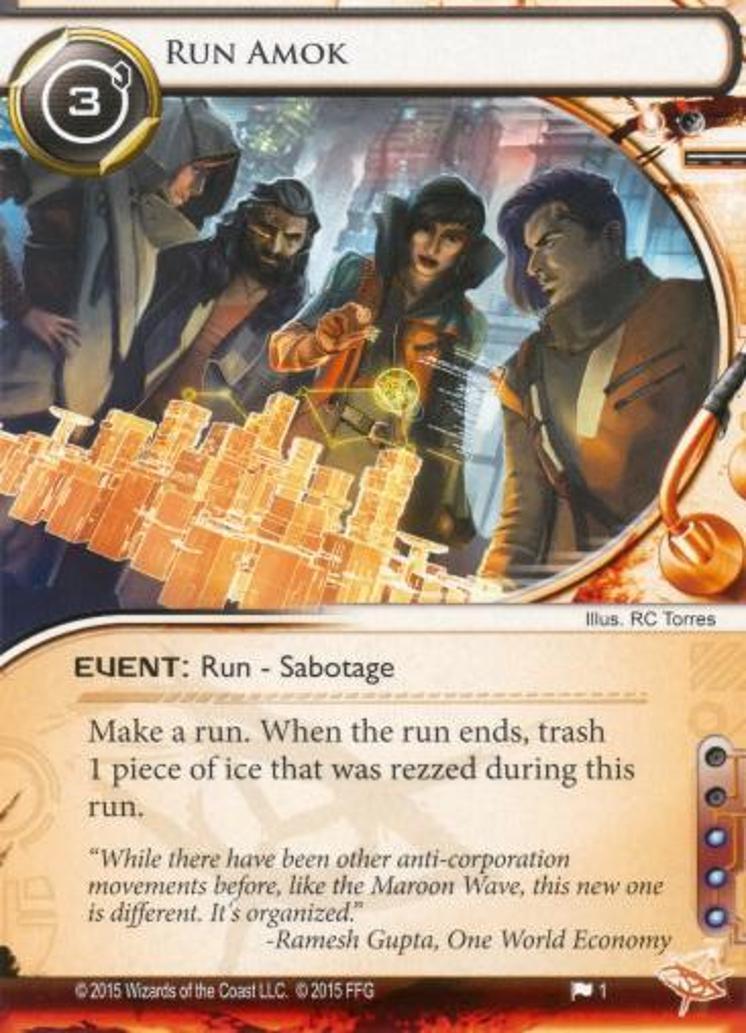 Run Amok
3
Illus. RC Torres
EVENT: Run - Sabotage
Make a run. When the run ends, trash
1 piece of ice that was rezzed during this
run.
“While there have been other anti-corporation
movements before, like the Maroon Wave, this new one
is different. It’s organized.”
-Ramesh Gupta, One World Economy
© 2015 Wizards of the Coast LLC. © 2015 FFG
1